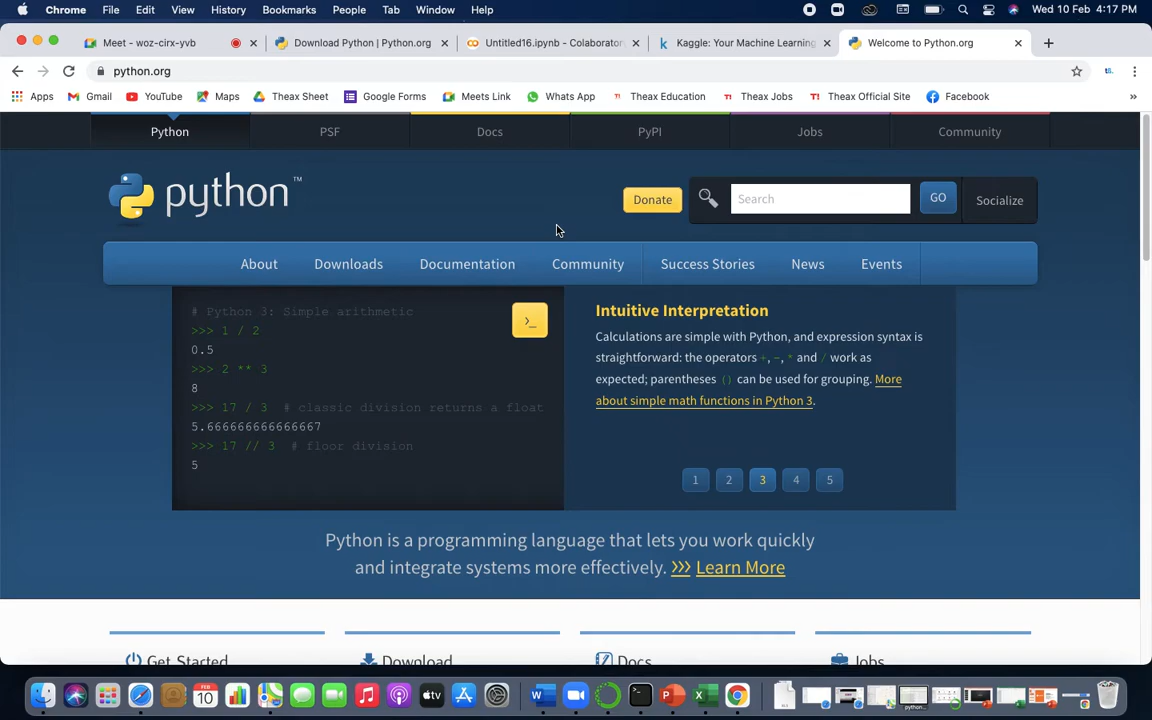 Chrome File Edit View History Bookmarks People Tab Window Help Wed 10 Feb 4:17 PM
Meet - woz-cirx-yvb Download Python | Python.org Untitled16.ipynb - Colaborator Kaggle: Your Machine Learning Welcome to Python.org
python.org
Apps Gmail YouTube Maps Theax Sheet Google Forms Meets Link Whats App Theax Education Theax Jobs Theax Official Site Facebook
Python PSF Docs PyPI Jobs Community
python™
Donate Search GO Socialize
About Downloads Documentation Community Success Stories News Events
# Python 3: Simple arithmetic
>>> 1 / 2
0.5
>>> 2 ** 3
8
>>> 17 / 3 # classic division returns a float
5.666666666666667
>>> 17 // 3 # floor division
5
>_
Intuitive Interpretation
Calculations are simple with Python, and expression syntax is
straightforward: the operators +, -, * and / work as
expected; parentheses () can be used for grouping. More
about simple math functions in Python 3.
1 2 3 4 5
Python is a programming language that lets you work quickly
and integrate systems more effectively. >>> Learn More
Get Started Download Docs Jobs
FEB
10